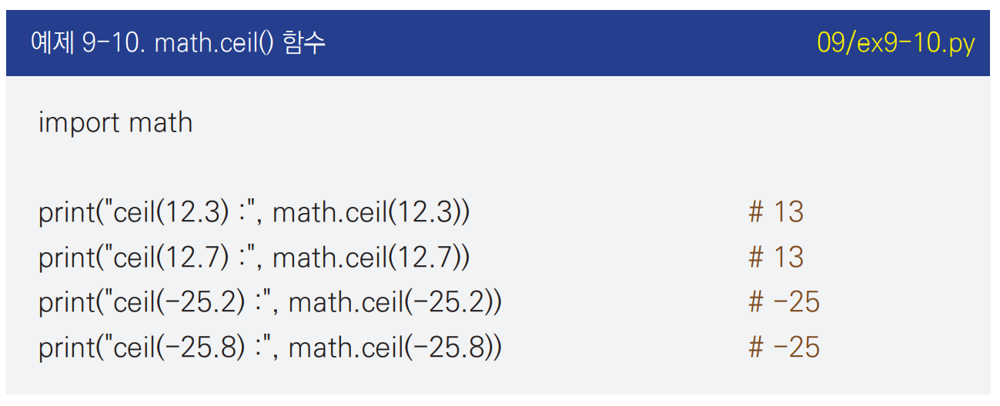 예제 9-10. math.ceil() 함수 09/ex9-10.py
import math
print("ceil(12.3) :", math.ceil(12.3)) # 13
print("ceil(12.7) :", math.ceil(12.7)) # 13
print("ceil(-25.2) :", math.ceil(-25.2)) # -25
print("ceil(-25.8) :", math.ceil(-25.8)) # -25